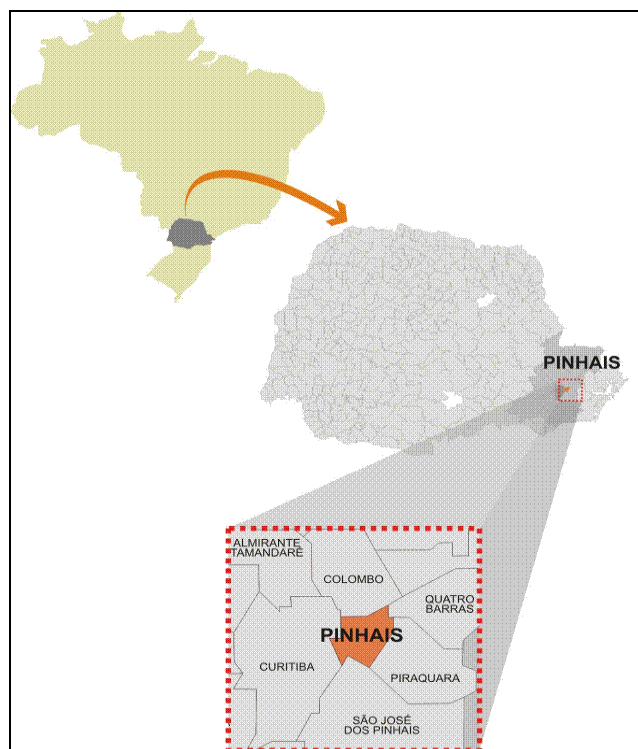 PINHAIS
ALMIRANTE
TAMANDARÉ
COLOMBO
QUATRO
BARRAS
PINHAIS
CURITIBA
PIRAQUARA
SÃO JOSÉ
DOS PINHAIS